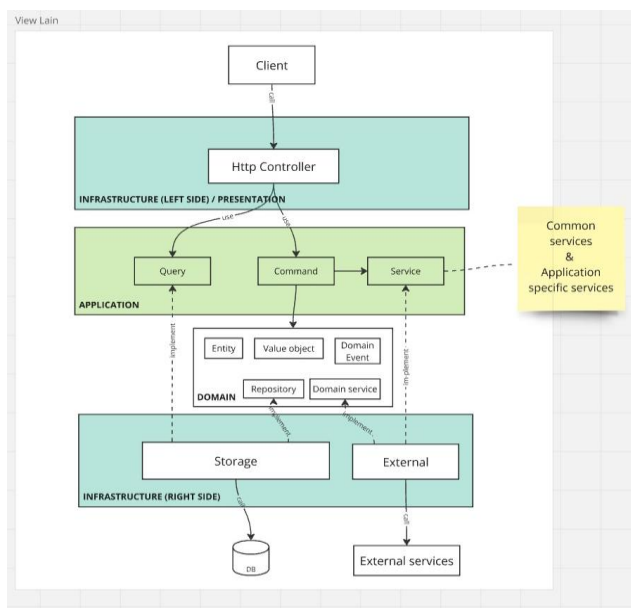 View Lain
Client
call
Http Controller
INFRASTRUCTURE (LEFT SIDE) / PRESENTATION
use
use
Query
Command
Service
APPLICATION
Common
services
&
Application
specific services
implement
im-plement
Entity
Value object
Domain
Event
Repository
Domain service
DOMAIN
implement
implement
Storage
External
INFRASTRUCTURE (RIGHT SIDE)
call
call
DB
External services